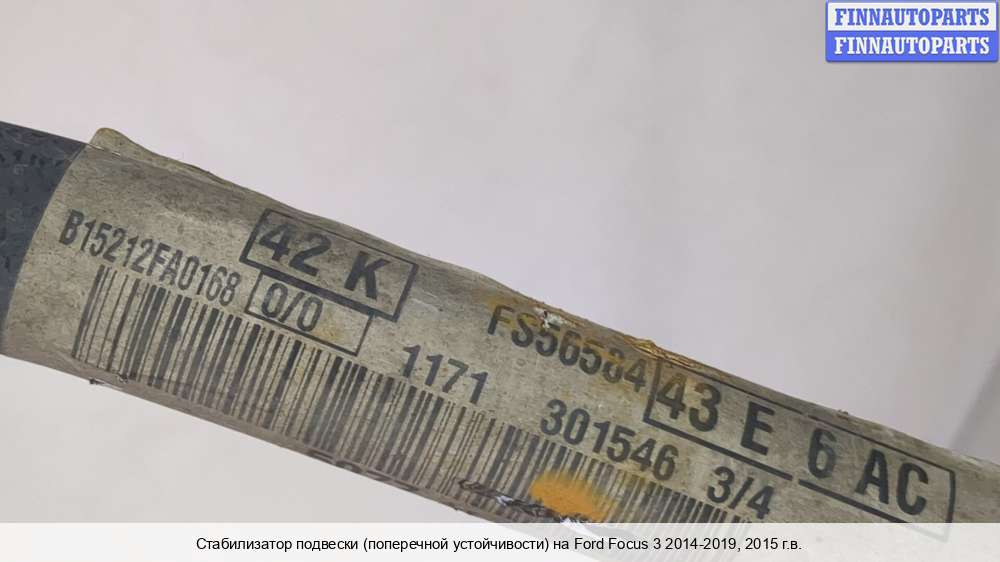 FINNAUTOPARTS
FINNAUTOPARTS
B15212FA0168
42 K
0/0
1171
FS56584
301546
43 E
6 AC
3/4
Стабилизатор подвески (поперечной устойчивости) на Ford Focus 3 2014-2019, 2015 г.в.